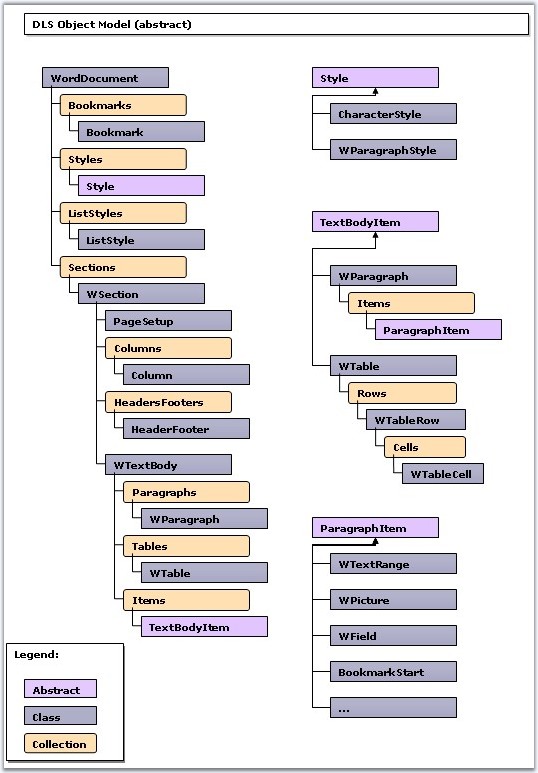 DLS Object Model (abstract)
WordDocument
Bookmarks
Bookmark
Styles
Style
ListStyles
ListStyle
Sections
WSection
PageSetup
Columns
Column
HeadersFooters
HeaderFooter
WTextBody
Paragraphs
WParagraph
Tables
WTable
Items
TextBodyItem
Style
CharacterStyle
WParagraphStyle
TextBodyItem
WParagraph
Items
ParagraphItem
WTable
Rows
WTableRow
Cells
WTableCell
ParagraphItem
WTextRange
WPicture
WField
BookmarkStart
...
Legend:
Abstract
Class
Collection